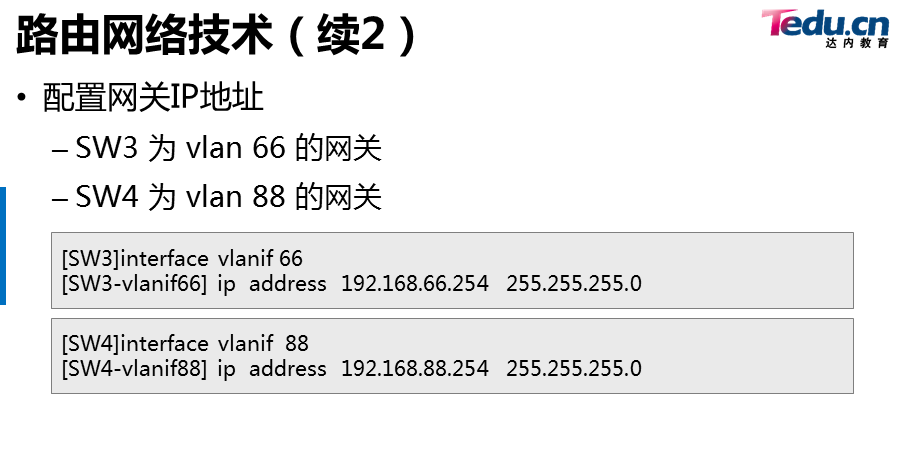 路由网络技术（续2）
Tedu.cn
达内教育
• 配置网关IP地址
– SW3 为 vlan 66 的网关
– SW4 为 vlan 88 的网关
[SW3]interface vlanif 66
[SW3-vlanif66] ip address 192.168.66.254 255.255.255.0
[SW4]interface vlanif 88
[SW4-vlanif88] ip address 192.168.88.254 255.255.255.0